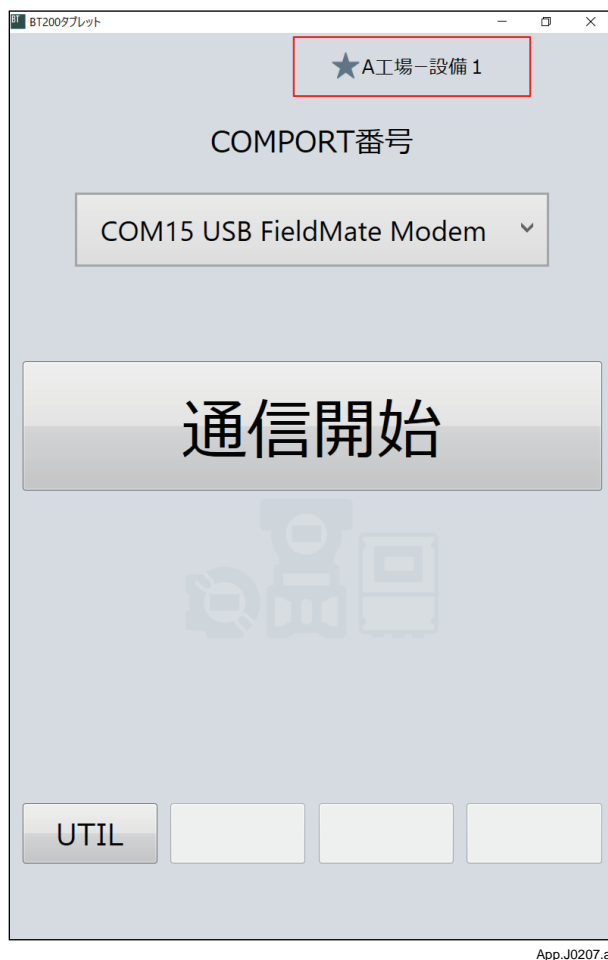 BT BT200タブレット
★A工場－設備１
COMPORT番号
COM15 USB FieldMate Modem
通信開始
UTIL
App.J0207.a